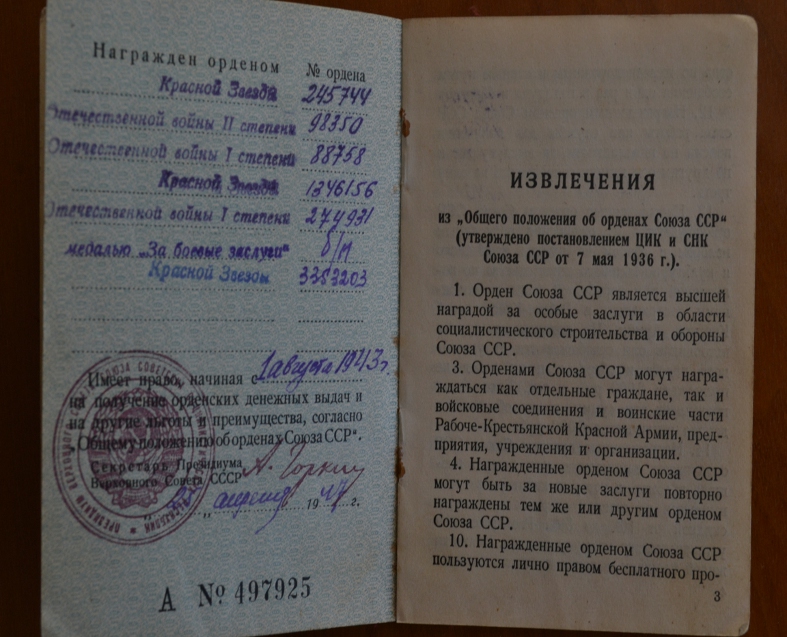 Награжден орденом № ордена
Красной Звезды 245744
Отечественной войны II степени 98350
Отечественной войны I степени 88758
Красной Звезды 1346156
Отечественной войны I степени 274931
медалью „За боевые заслуги“ б/н
Красной Звезды 3383203
Имеет право, начиная с 1 августа 1943 г.
на получение орденских денежных выдач и
на другие льготы и преимущества, согласно
„Общему положению об орденах Союза ССР“.
Секретарь Президиума
Верховного Совета СССР А. Горкин
апреля 1947 г.
А № 497925
ИЗВЛЕЧЕНИЯ
из „Общего положения об орденах Союза ССР“
(утверждено постановлением ЦИК и СНК
Союза ССР от 7 мая 1936 г.).
1. Орден Союза ССР является высшей
наградой за особые заслуги в области
социалистического строительства и обороны
Союза ССР.
3. Орденами Союза ССР могут награ-
ждаться как отдельные граждане, так и
войсковые соединения и воинские части
Рабоче-Крестьянской Красной Армии, пред-
приятия, учреждения и организации.
4. Награжденные орденом Союза ССР
могут быть за новые заслуги повторно
награждены тем же или другим орденом
Союза ССР.
10. Награжденные орденом Союза ССР
пользуются лично правом бесплатного про-
3